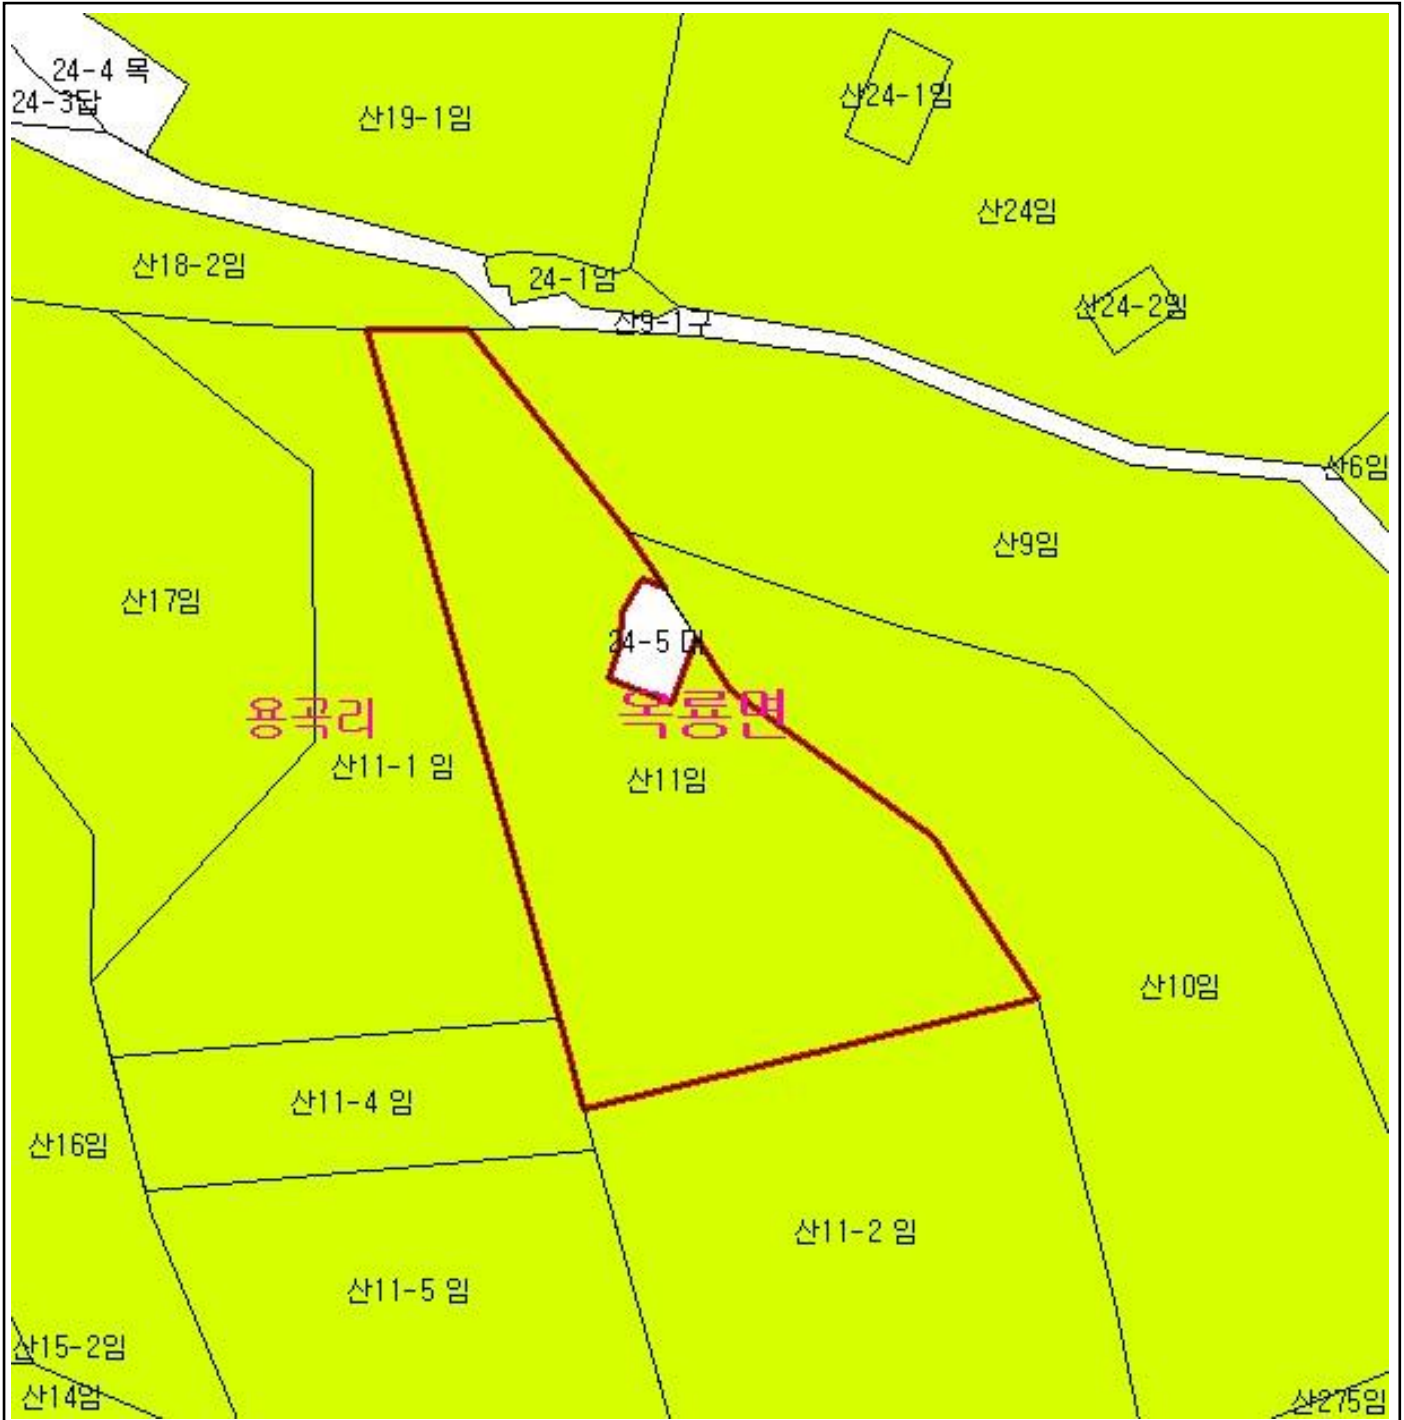 24-4 목
24-3답
산19-1임
산24-1임
산24임
산18-2임
24-1임
산24-2임
산9-1구
산6임
산9임
산17임
24-5 대
용곡리
옥룡면
산11-1 임
산11임
산10임
산11-4 임
산16임
산11-2 임
산11-5 임
산15-2임
산14임
산275임